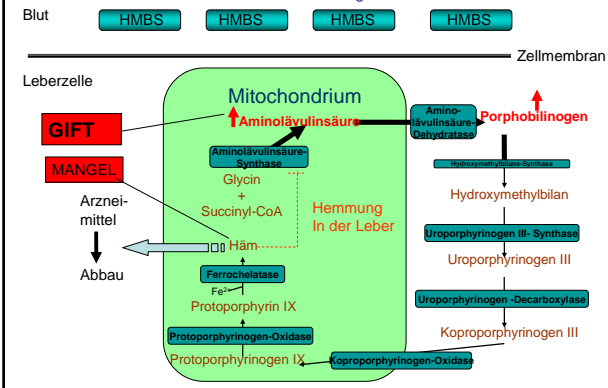 Blut
HMBS HMBS HMBS HMBS
Zellmembran
Leberzelle
Mitochondrium
GIFT
Aminolävulinsäure
Amino-
lävulinsäure-
Dehydratase
Porphobilinogen
MANGEL
Aminolävulinsäure-
Synthase
Hydroxymethylbilane-Synthase
Glycin
+
Succinyl-CoA
Hemmung
In der Leber
Hydroxymethylbilan
Arznei-
mittel
Abbau
Häm
Uroporphyrinogen III- Synthase
Uroporphyrinogen III
Ferrochelatase
Fe2+
Protoporphyrin IX
Uroporphyrinogen -Decarboxylase
Protoporphyrinogen-Oxidase
Koproporphyrinogen III
Protoporphyrinogen IX
Koproporphyrinogen-Oxidase